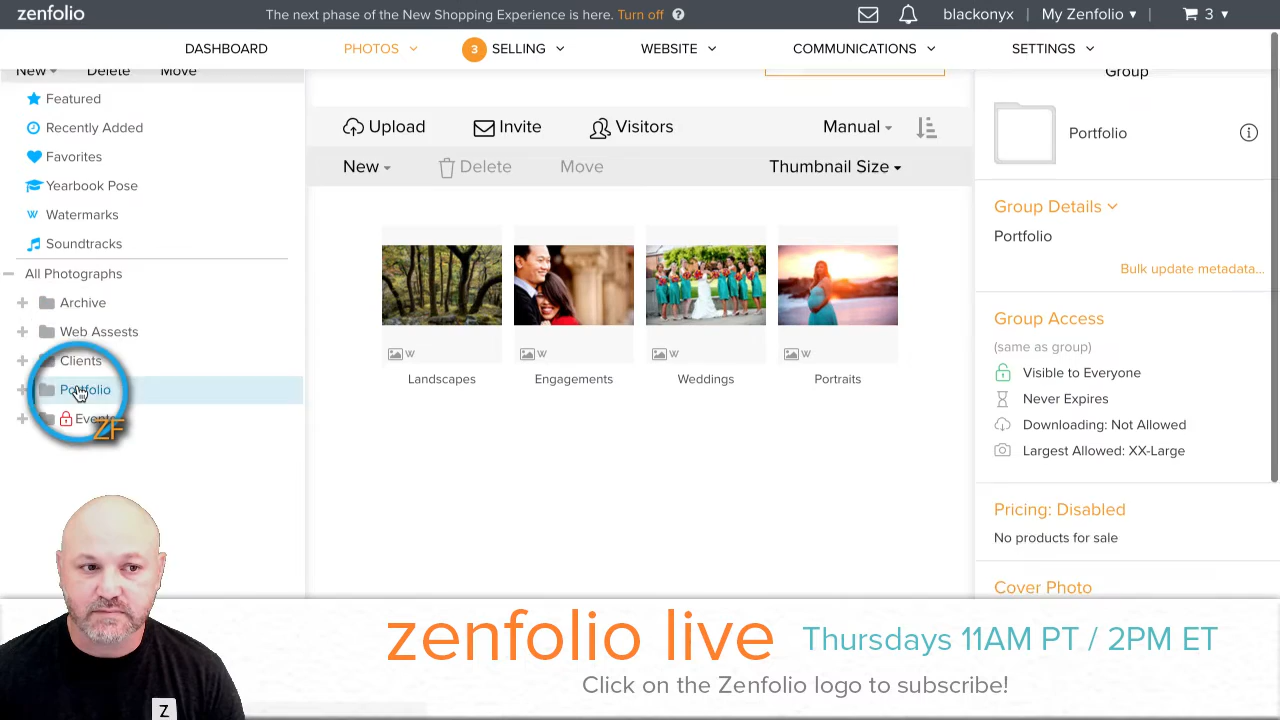 zenfolio
The next phase of the New Shopping Experience is here. Turn off ?
blackonyx
My Zenfolio
3
DASHBOARD
PHOTOS
3 SELLING
WEBSITE
COMMUNICATIONS
SETTINGS
New
Delete
Move
Featured
Recently Added
Favorites
Yearbook Pose
W Watermarks
Soundtracks
All Photographs
Archive
Web Assests
Clients
Portfolio
Events
ZF
Upload
Invite
Visitors
Manual
New
Delete
Move
Thumbnail Size
W
W
W
W
Landscapes
Engagements
Weddings
Portraits
Group
Portfolio
i
Group Details
Portfolio
Bulk update metadata...
Group Access
(same as group)
Visible to Everyone
Never Expires
Downloading: Not Allowed
Largest Allowed: XX-Large
Pricing: Disabled
No products for sale
Cover Photo
zenfolio live
Thursdays 11AM PT / 2PM ET
Click on the Zenfolio logo to subscribe!
Z